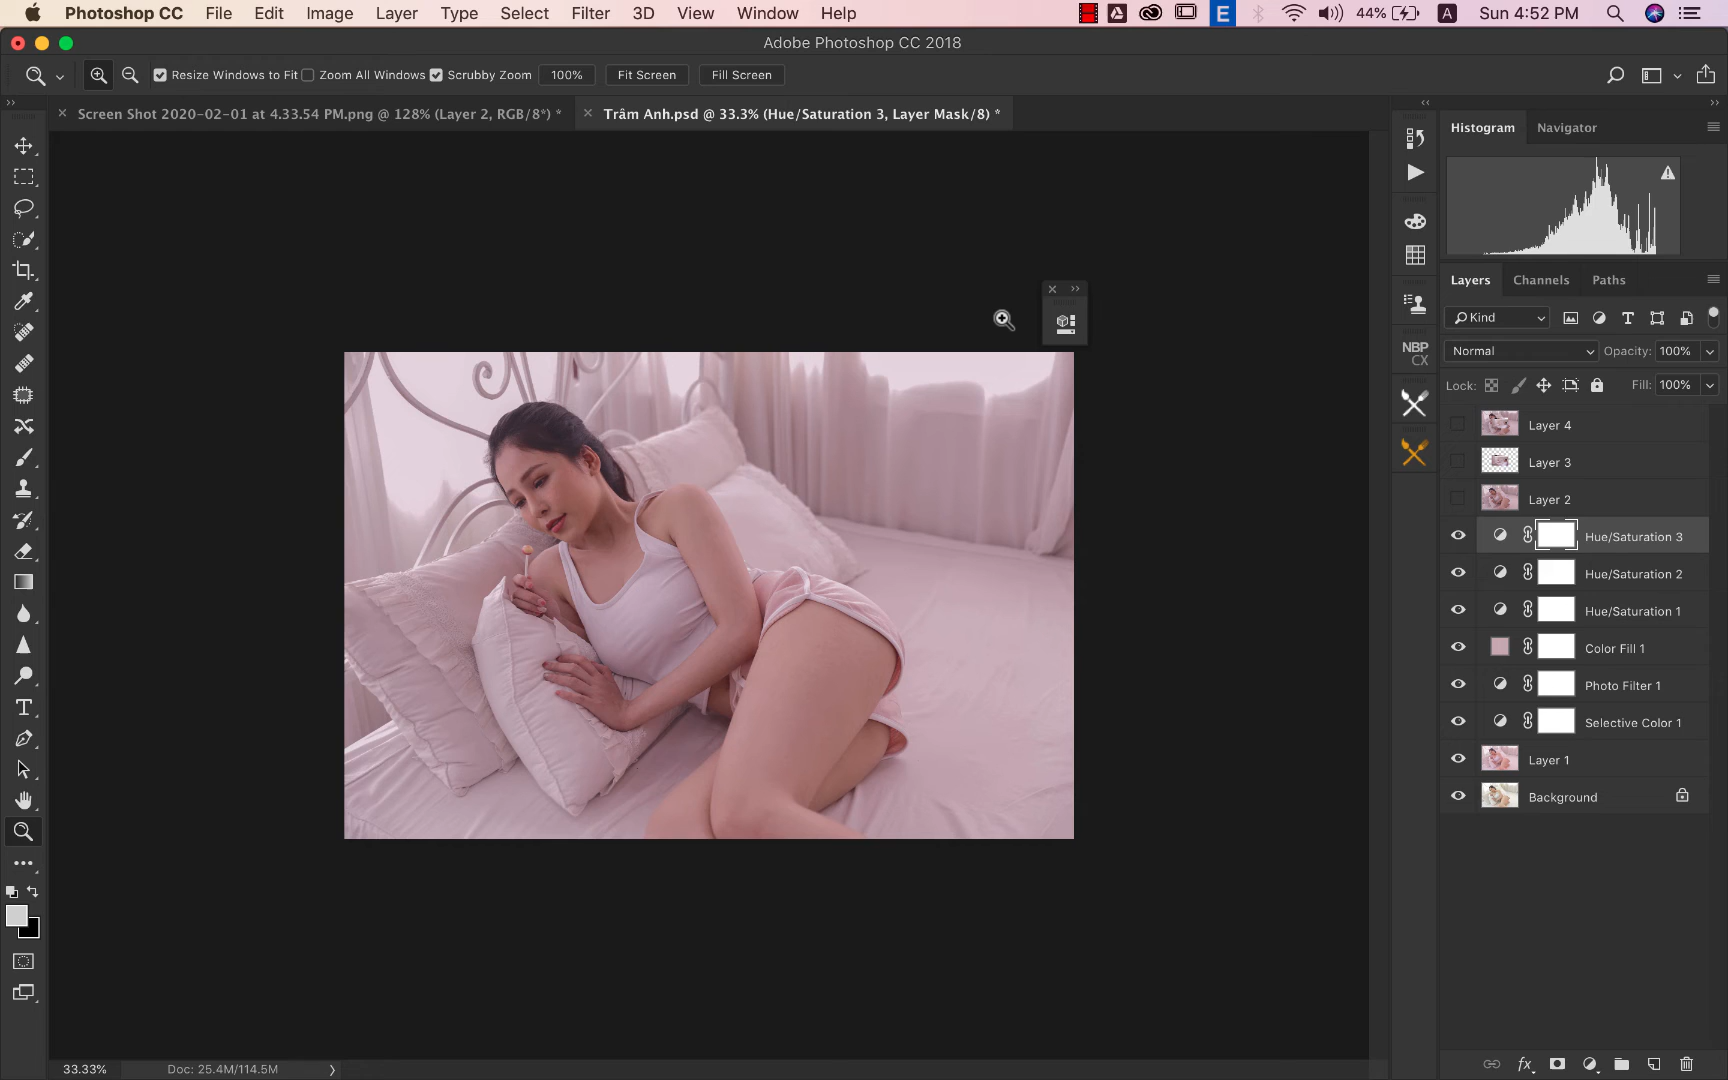 Photoshop CC File Edit Image Layer Type Select Filter 3D View Window Help E 44% A Sun 4:52 PM
Adobe Photoshop CC 2018
Resize Windows to Fit Zoom All Windows Scrubby Zoom 100% Fit Screen Fill Screen
Screen Shot 2020-02-01 at 4.33.54 PM.png @ 128% (Layer 2, RGB/8*) * Trâm Anh.psd @ 33.3% (Hue/Saturation 3, Layer Mask/8) *
Histogram Navigator
Layers Channels Paths
Kind
Normal Opacity: 100%
Lock: Fill: 100%
NBP
CX
Layer 4
Layer 3
Layer 2
Hue/Saturation 3
Hue/Saturation 2
Hue/Saturation 1
Color Fill 1
Photo Filter 1
Selective Color 1
Layer 1
Background
33.33% Doc: 25.4M/114.5M
fx